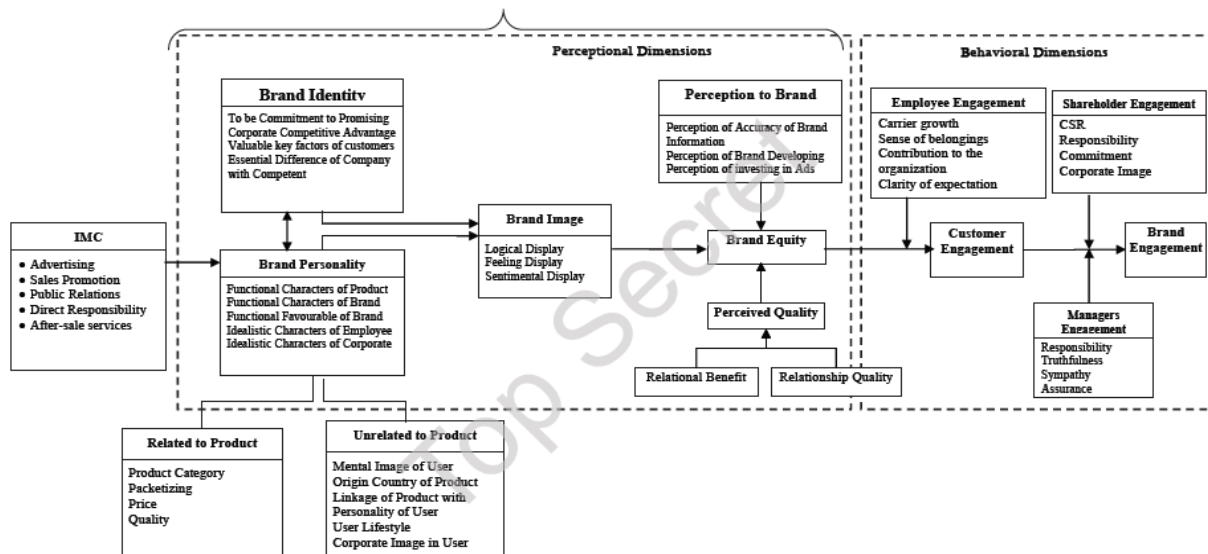 Perceptional Dimensions
Behavioral Dimensions
Brand Identity
To be Commitment to Promising
Corporate Competitive Advantage
Valuable key factors of customers
Essential Difference of Company
with Competent
Perception to Brand
Perception of Accuracy of Brand
Information
Perception of Brand Developing
Perception of investing in Ads
Employee Engagement
Carrier growth
Sense of belongings
Contribution to the
organization
Clarity of expectation
Shareholder Engagement
CSR
Responsibility
Commitment
Corporate Image
IMC
• Advertising
• Sales Promotion
• Public Relations
• Direct Responsibility
• After-sale services
Brand Personality
Functional Characters of Product
Functional Characters of Brand
Functional Favourable of Brand
Idealistic Characters of Employee
Idealistic Characters of Corporate
Brand Image
Logical Display
Feeling Display
Sentimental Display
Brand Equity
Customer
Engagement
Brand
Engagement
Perceived Quality
Relational Benefit
Relationship Quality
Managers
Engagement
Responsibility
Truthfulness
Sympathy
Assurance
Related to Product
Product Category
Packetizing
Price
Quality
Unrelated to Product
Mental Image of User
Origin Country of Product
Linkage of Product with
Personality of User
User Lifestyle
Corporate Image in User
Top Secret